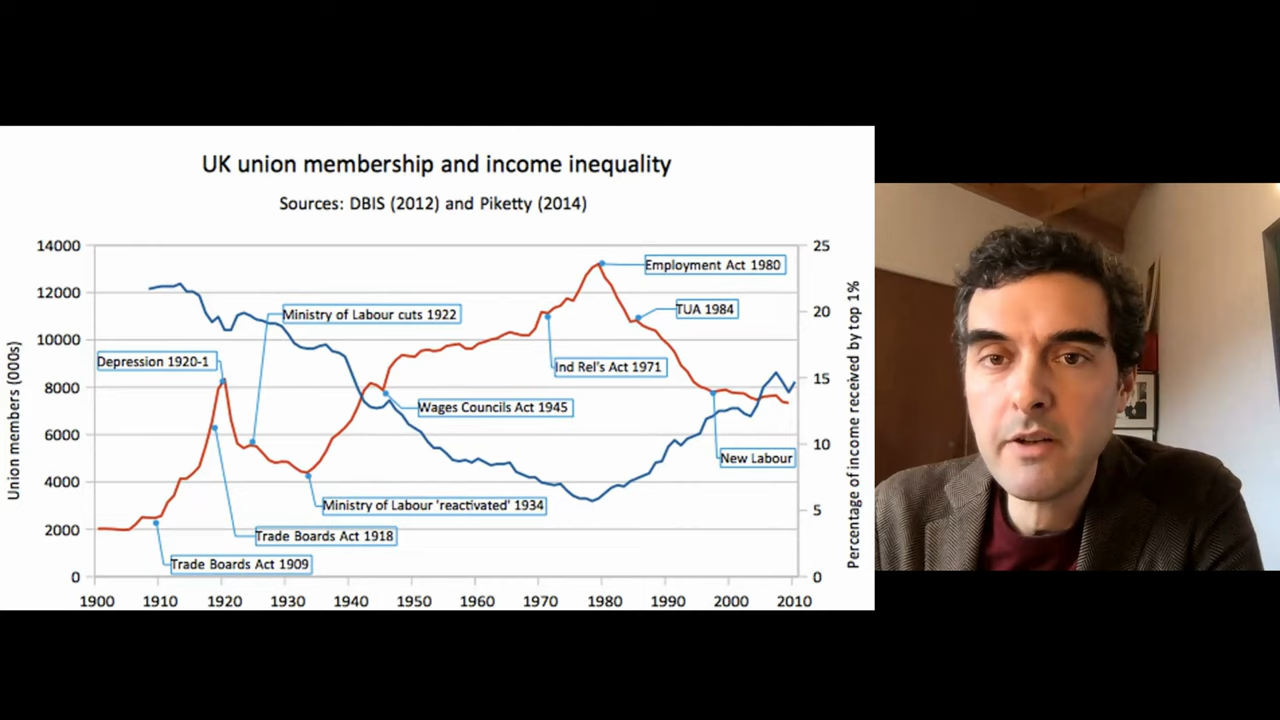 UK union membership and income inequality
Sources: DBIS (2012) and Piketty (2014)
14000
12000
10000
8000
6000
4000
2000
0
Union members (000s)
25
20
15
10
5
0
Percentage of income received by top 1%
Employment Act 1980
TUA 1984
Ministry of Labour cuts 1922
Depression 1920-1
Ind Rel's Act 1971
Wages Councils Act 1945
New Labour
Ministry of Labour 'reactivated' 1934
Trade Boards Act 1918
Trade Boards Act 1909
1900 1910 1920 1930 1940 1950 1960 1970 1980 1990 2000 2010